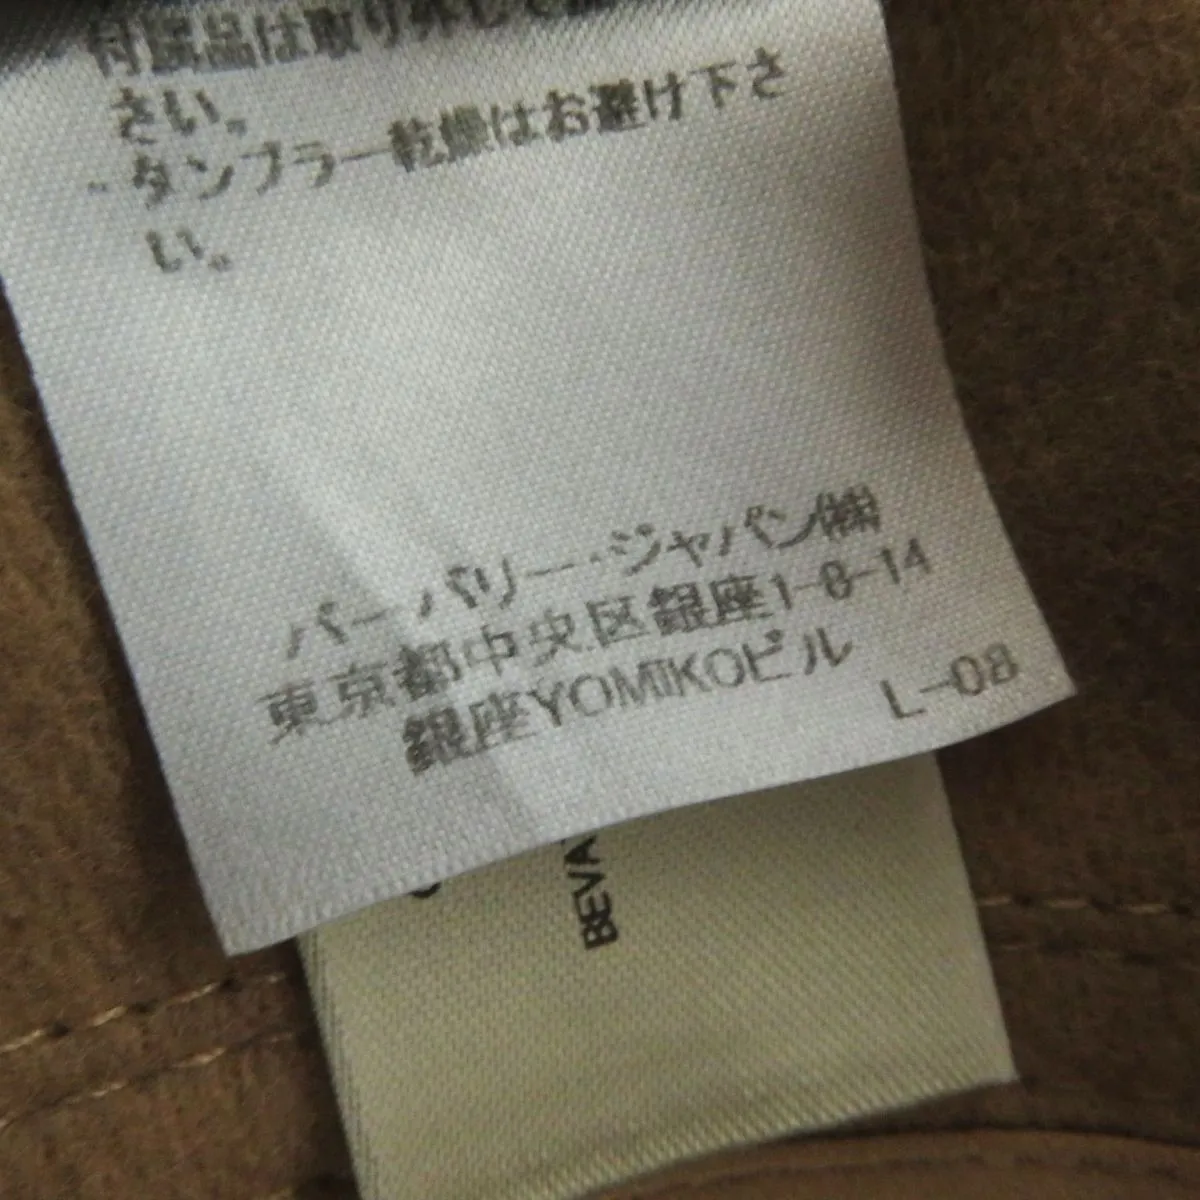 ・付属品は取り外して
さい。
・タンブラー乾燥はお避け下さ
い。
バーバリー・ジャパン㈱
東京都中央区銀座1-8-14
銀座YOMIKOビル
L-08
BEVA